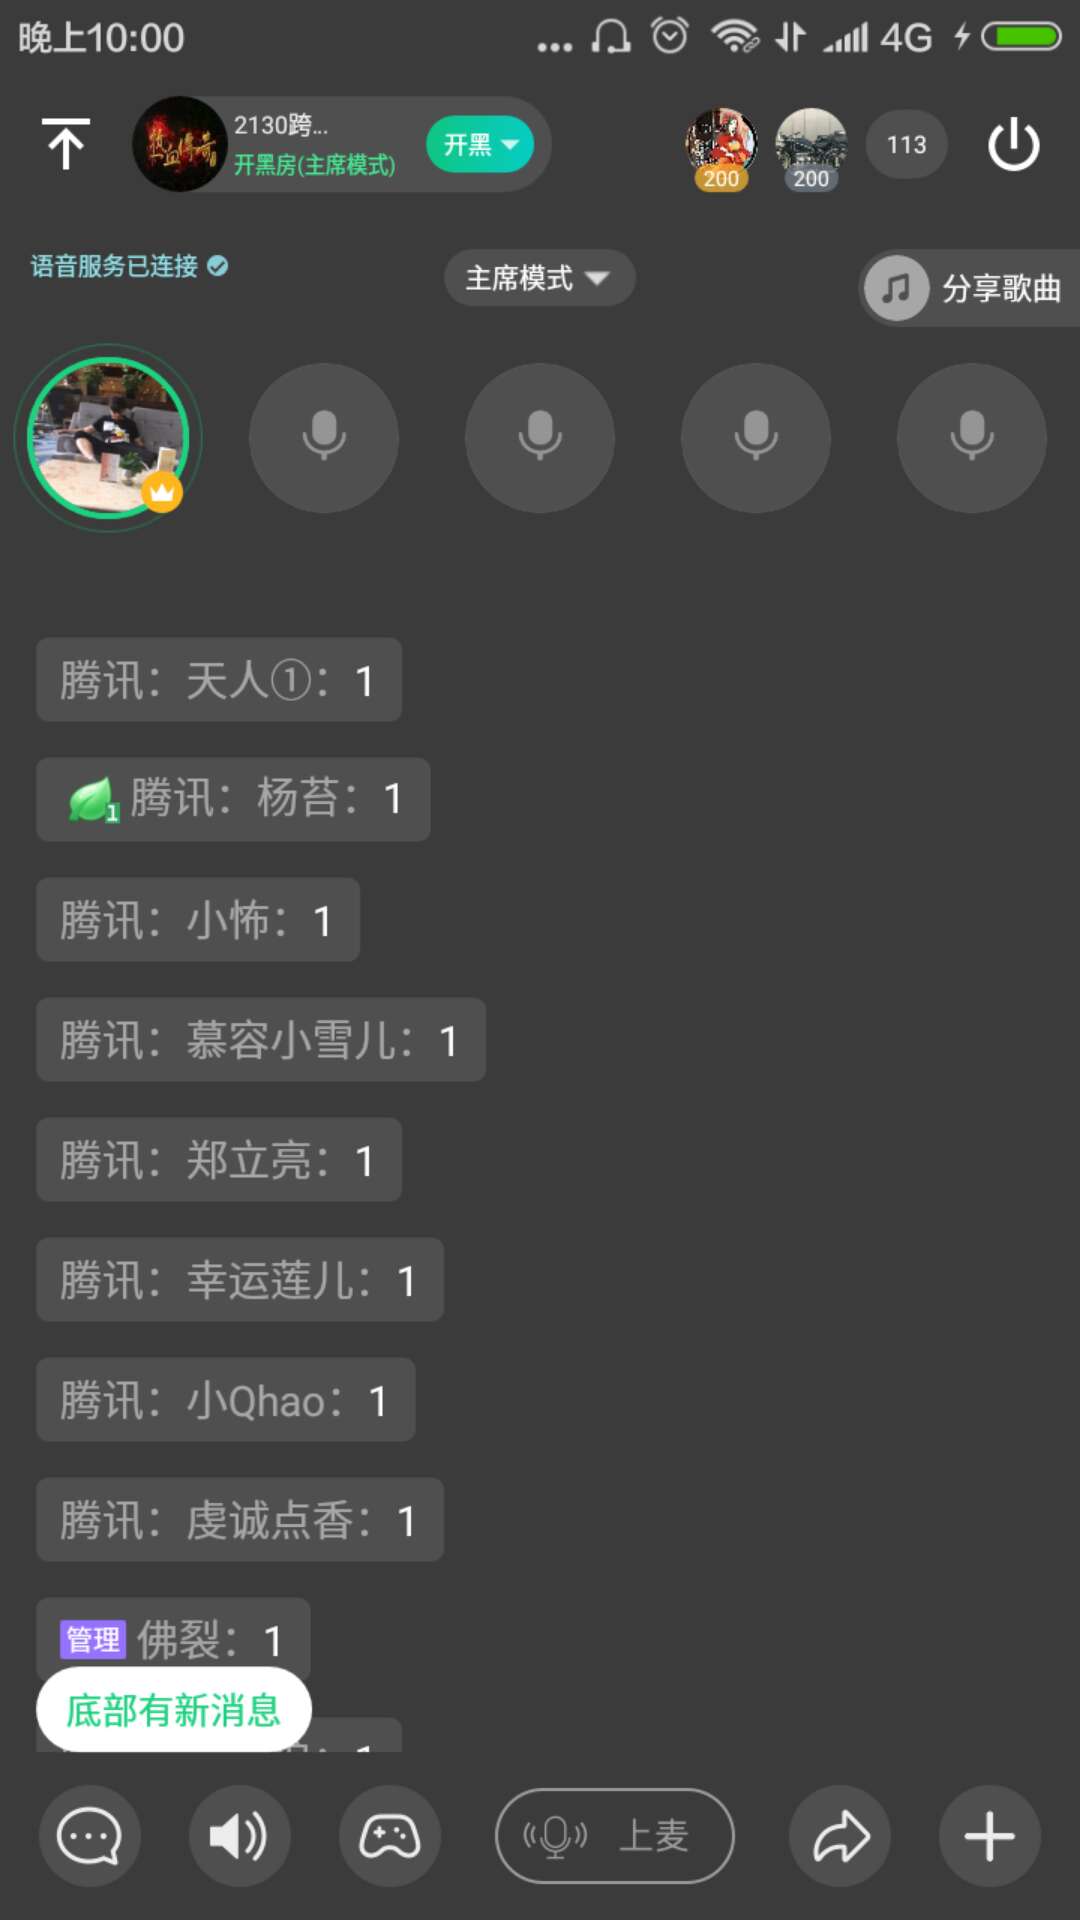 晚上10:00
4G
2130跨...
开黑房(主席模式)
开黑
200
200
113
语音服务已连接
主席模式
分享歌曲
腾讯：天人①：1
1 腾讯：杨苔：1
腾讯：小怖：1
腾讯：慕容小雪儿：1
腾讯：郑立亮：1
腾讯：幸运莲儿：1
腾讯：小Qhao：1
腾讯：虔诚点香：1
管理 佛裂：1
底部有新消息
上麦